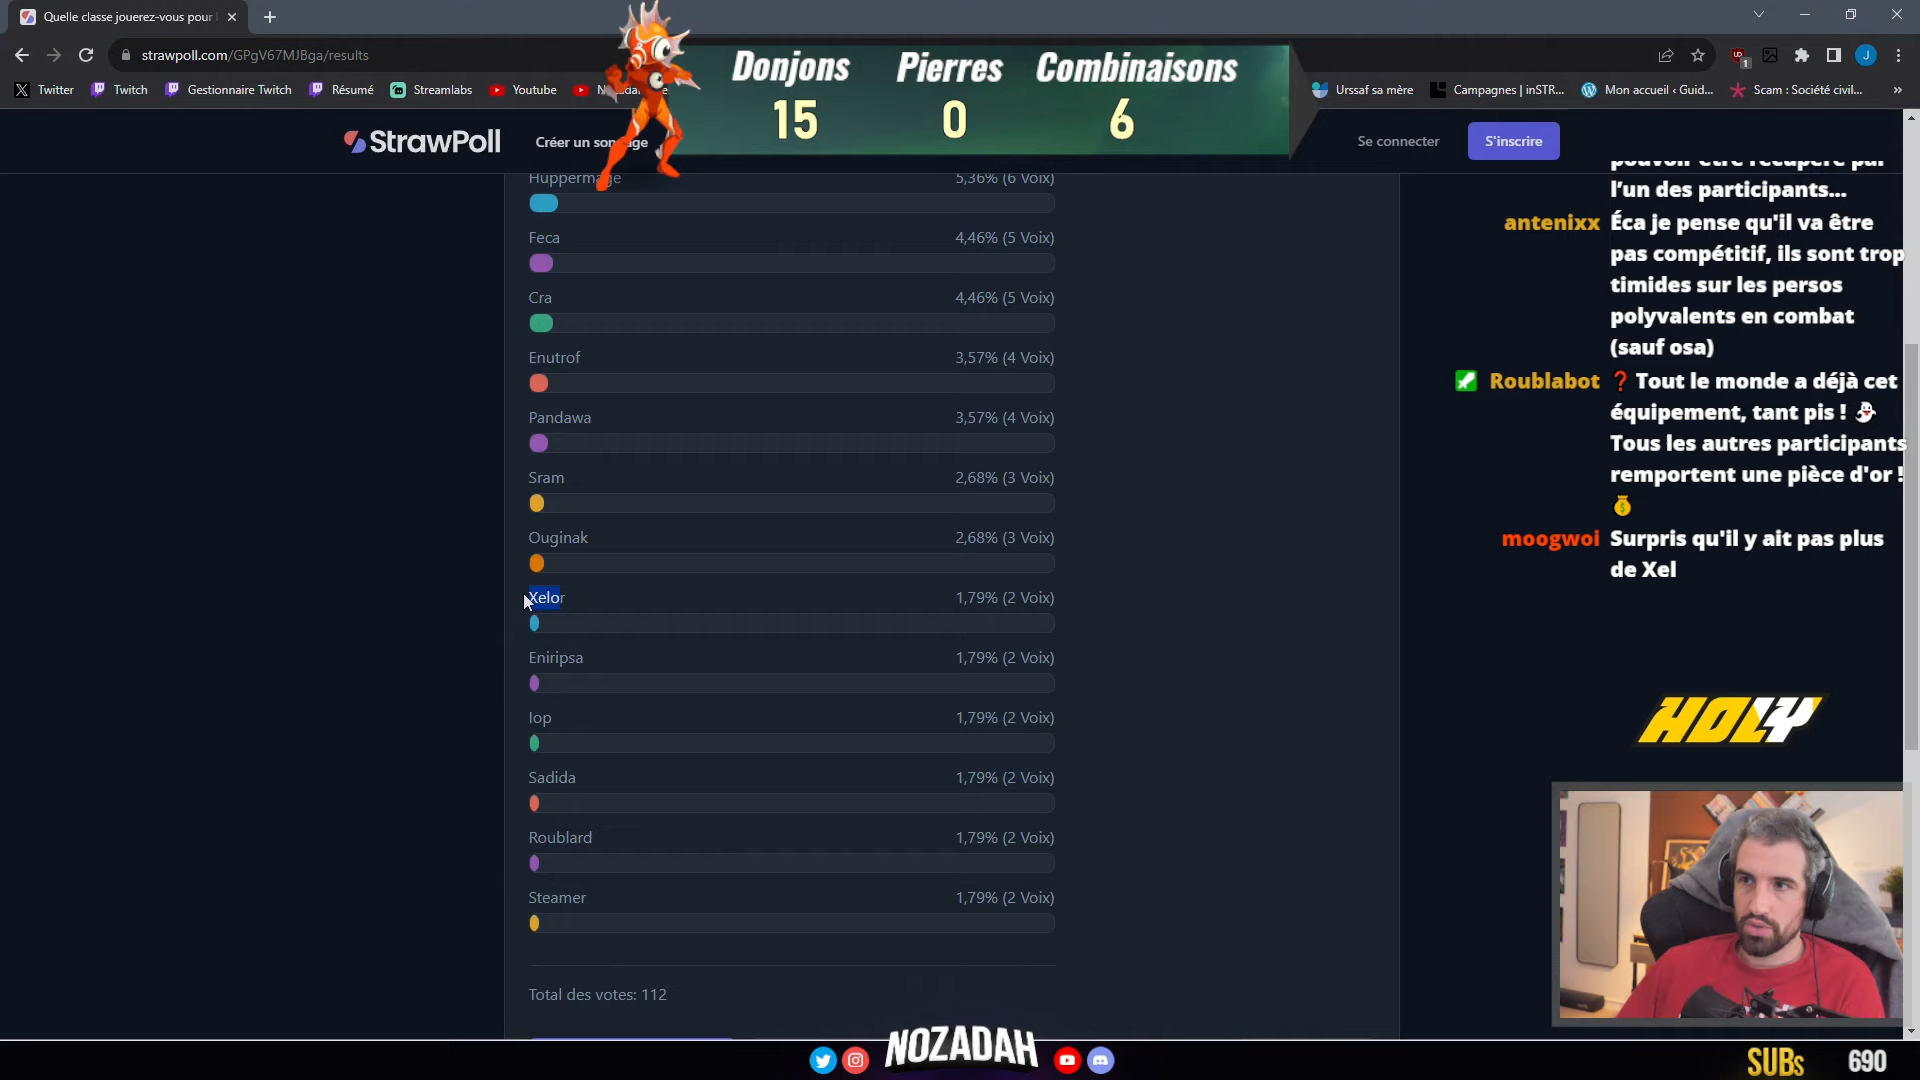 Quelle classe jouerez-vous pour
strawpoll.com/GPgV67MJBga/results
Twitter
Twitch
Gestionnaire Twitch
Résumé
Streamlabs
Youtube
Urssaf sa mère
Campagnes | inSTR...
Mon accueil ‹ Guid...
Scam : Société civil...
Donjons Pierres Combinaisons
15 0 6
StrawPoll
Se connecter
S'inscrire
Huppermage 5,36% (6 Voix)
Feca 4,46% (5 Voix)
Cra 4,46% (5 Voix)
Enutrof 3,57% (4 Voix)
Pandawa 3,57% (4 Voix)
Sram 2,68% (3 Voix)
Ouginak 2,68% (3 Voix)
Xelor 1,79% (2 Voix)
Eniripsa 1,79% (2 Voix)
Iop 1,79% (2 Voix)
Sadida 1,79% (2 Voix)
Roublard 1,79% (2 Voix)
Steamer 1,79% (2 Voix)
Total des votes: 112
pouvoir être récupéré par
l'un des participants...
antenixx Éca je pense qu'il va être
pas compétitif, ils sont trop
timides sur les persos
polyvalents en combat
(sauf osa)
Roublabot ❓ Tout le monde a déjà cet
équipement, tant pis ! 👻
Tous les autres participants
remportent une pièce d'or !
💰
moogwoi Surpris qu'il y ait pas plus
de Xel
HOLY
NOZADAH
SUBs 690